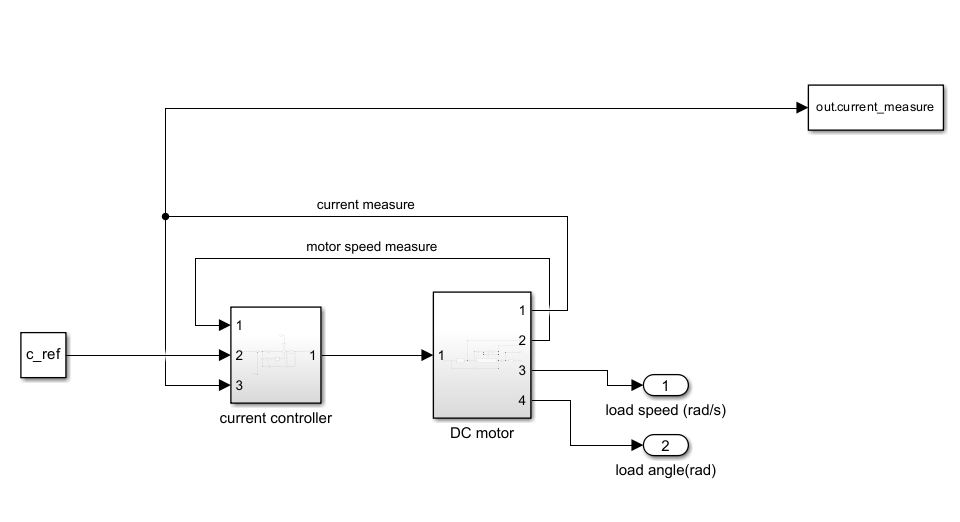 out.current_measure
current measure
motor speed measure
1
1
2
c_ref
2
1
1
3
3
1
4
current controller
load speed (rad/s)
DC motor
2
load angle(rad)